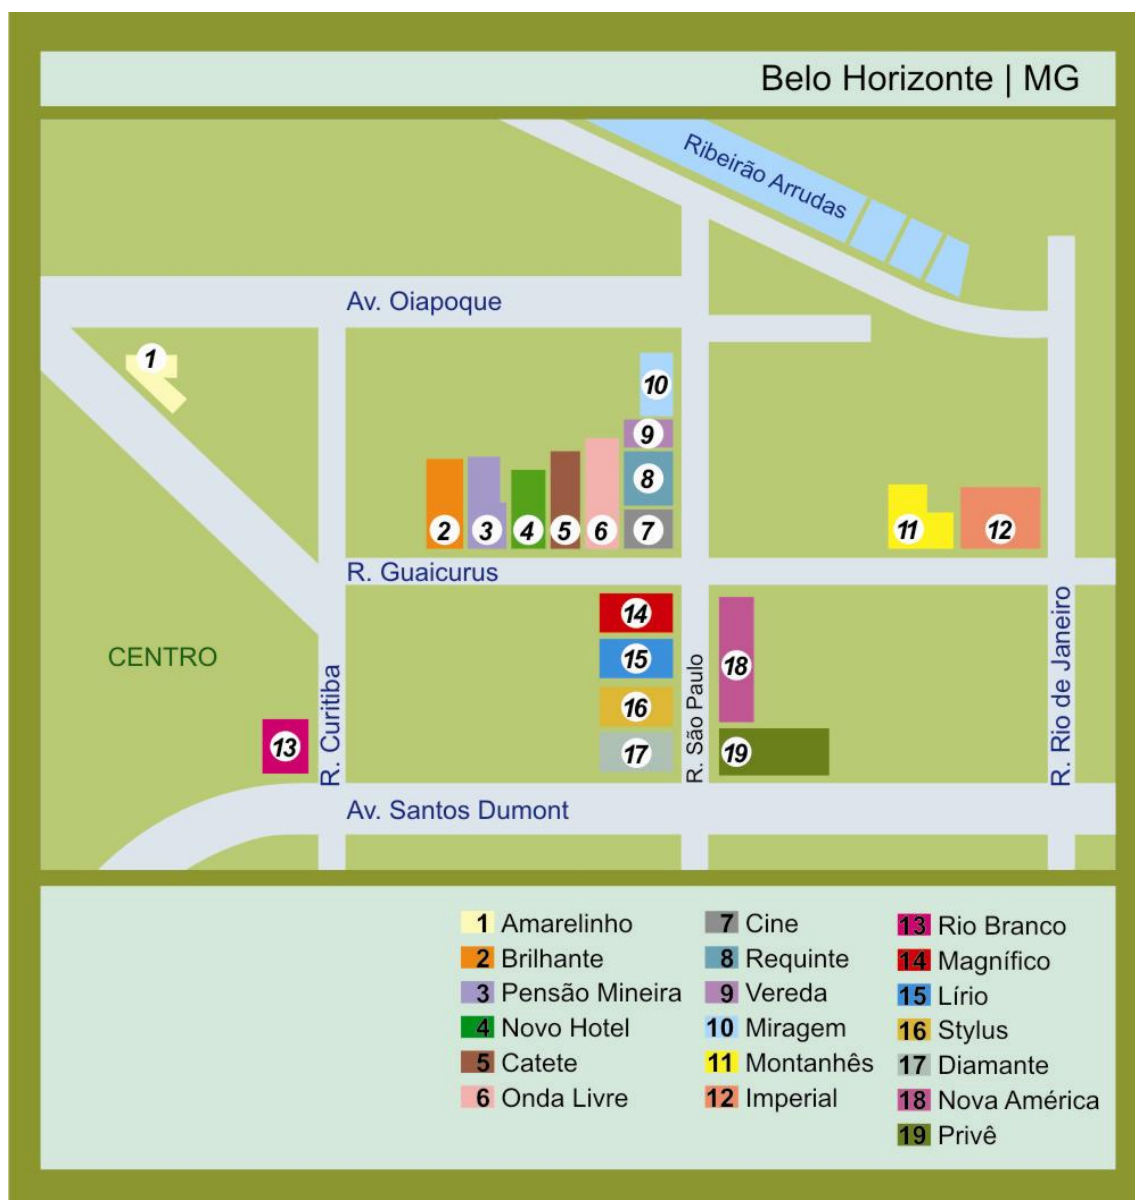 Belo Horizonte | MG
Ribeirão Arrudas
Av. Oiapoque
1
10
9
8
2
3
4
5
6
7
11
12
R. Guaicurus
14
CENTRO
15
18
R. Curitiba
R. São Paulo
R. Rio de Janeiro
16
13
17
19
Av. Santos Dumont
1 Amarelinho
2 Brilhante
3 Pensão Mineira
4 Novo Hotel
5 Catete
6 Onda Livre
7 Cine
8 Requinte
9 Vereda
10 Miragem
11 Montanhês
12 Imperial
13 Rio Branco
14 Magnífico
15 Lírio
16 Stylus
17 Diamante
18 Nova América
19 Privê